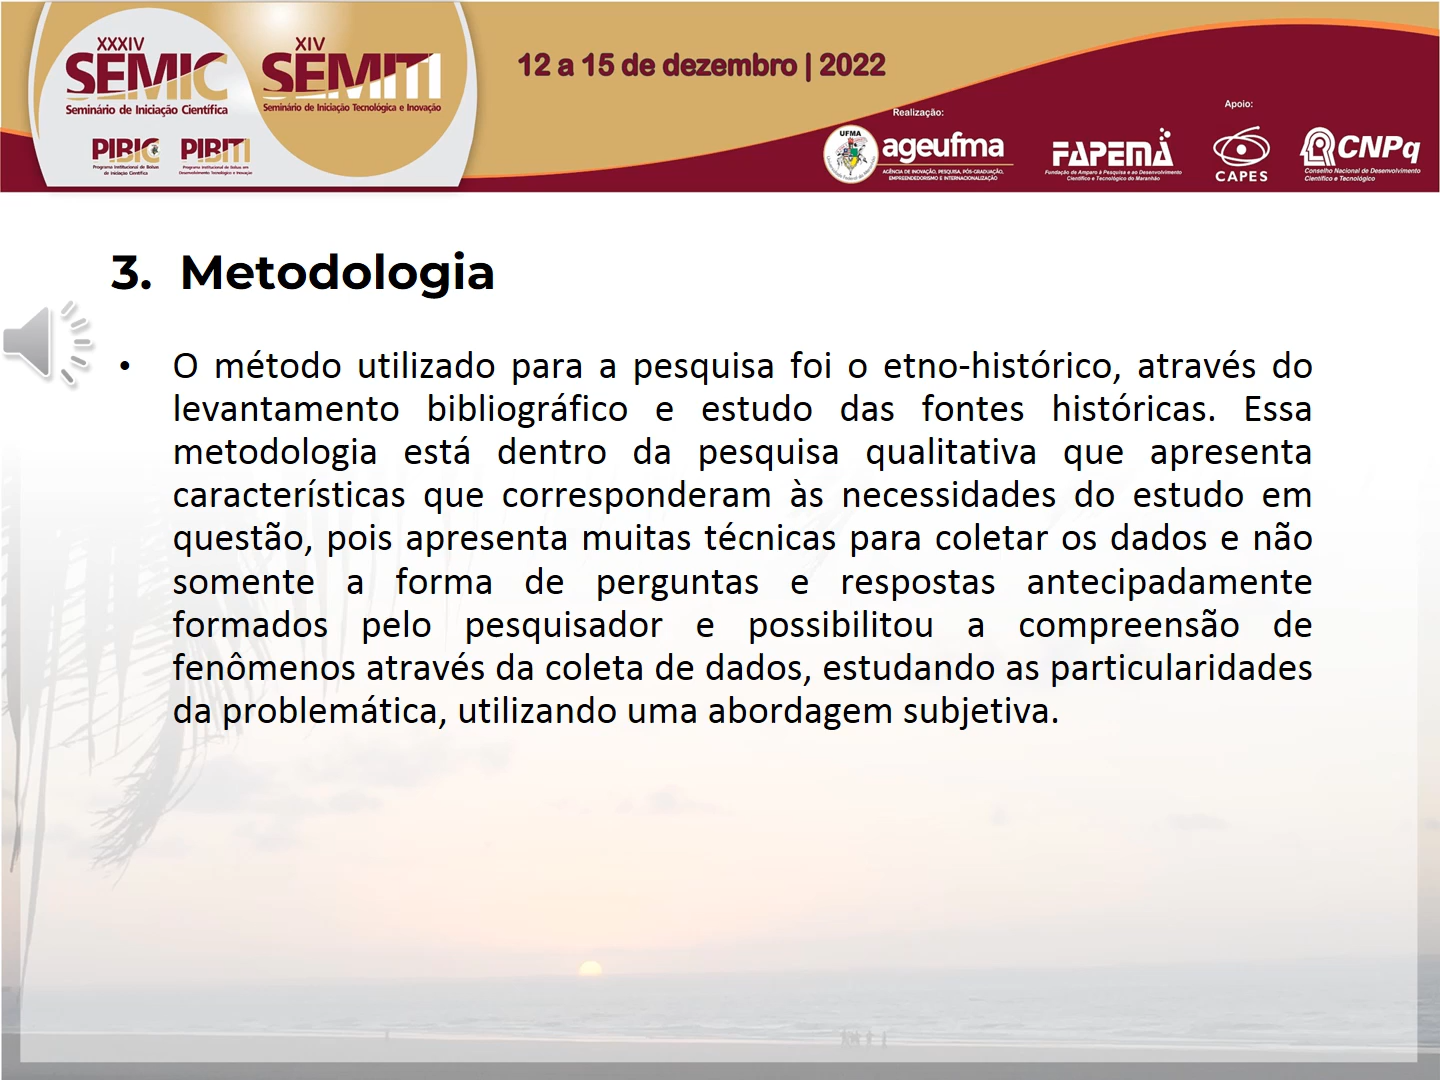 XXXIV
SEMIC
Seminário de Iniciação Científica
XIV
SEMITI
Seminário de Iniciação Tecnológica e Inovação
PIBIC
Programa Institucional de Bolsas
de Iniciação Científica
PIBITI
Programa Institucional de Bolsas em
Desenvolvimento Tecnológico e Inovação
12 a 15 de dezembro | 2022
Realização:
UFMA
ageufma
AGÊNCIA DE INOVAÇÃO, PESQUISA, PÓS-GRADUAÇÃO,
EMPREENDEDORISMO E INTERNACIONALIZAÇÃO
Apoio:
FAPEMA
Fundação de Amparo à Pesquisa e ao Desenvolvimento
Científico e Tecnológico do Maranhão
CAPES
CNPq
Conselho Nacional de Desenvolvimento
Científico e Tecnológico
3. Metodologia
• O método utilizado para a pesquisa foi o etno-histórico, através do
levantamento bibliográfico e estudo das fontes históricas. Essa
metodologia está dentro da pesquisa qualitativa que apresenta
características que corresponderam às necessidades do estudo em
questão, pois apresenta muitas técnicas para coletar os dados e não
somente a forma de perguntas e respostas antecipadamente
formados pelo pesquisador e possibilitou a compreensão de
fenômenos através da coleta de dados, estudando as particularidades
da problemática, utilizando uma abordagem subjetiva.